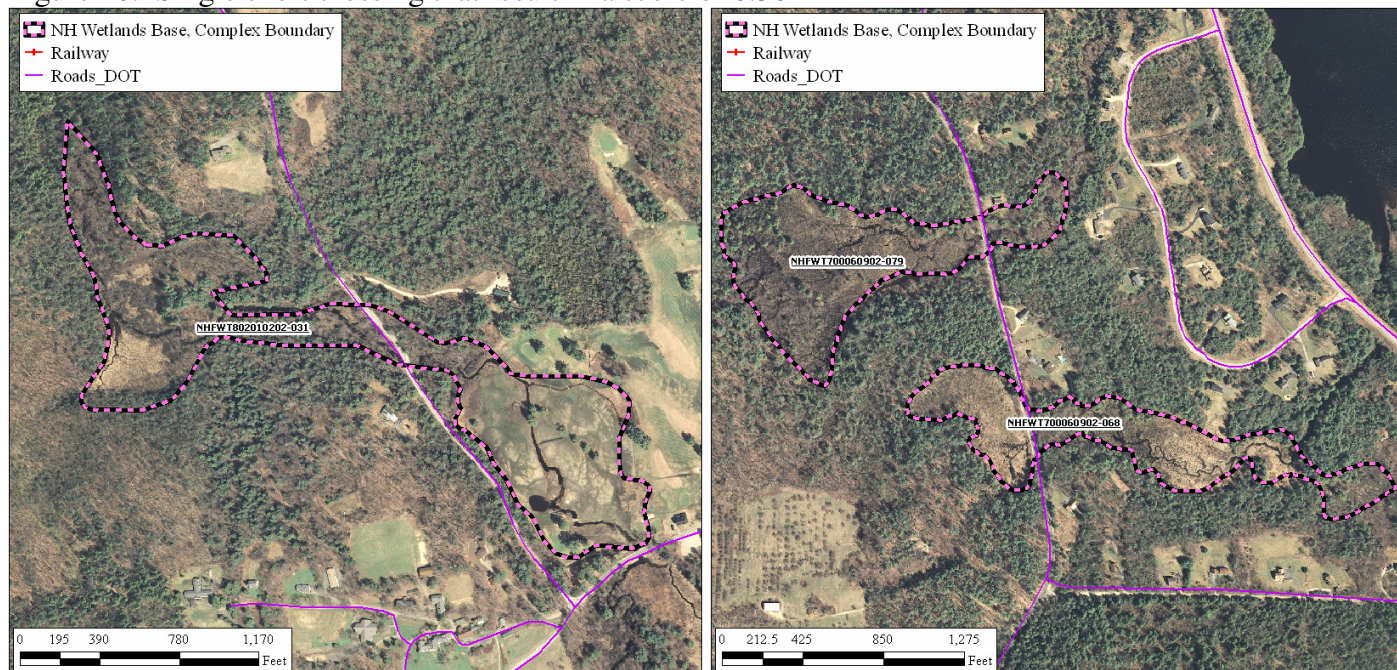 NH Wetlands Base, Complex Boundary
Railway
Roads_DOT
NHFWT802010202-031
0 195 390 780 1,170
Feet
NH Wetlands Base, Complex Boundary
Railway
Roads_DOT
NHFWT700060902-079
NHFWT700060902-068
0 212.5 425 850 1,275
Feet